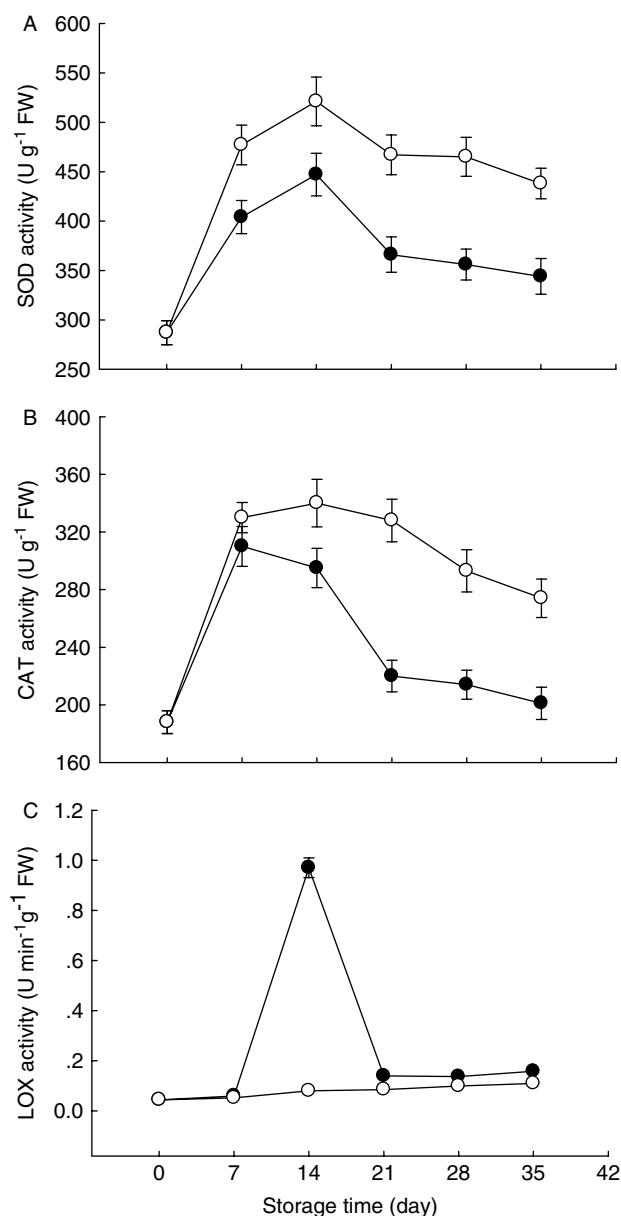 A
600
550
500
450
400
350
300
250
SOD activity (U g⁻¹ FW)
B
400
360
320
280
240
200
160
CAT activity (U g⁻¹ FW)
C
1.2
1.0
.8
.6
.4
.2
0.0
LOX activity (U min⁻¹g⁻¹ FW)
0 7 14 21 28 35 42
Storage time (day)